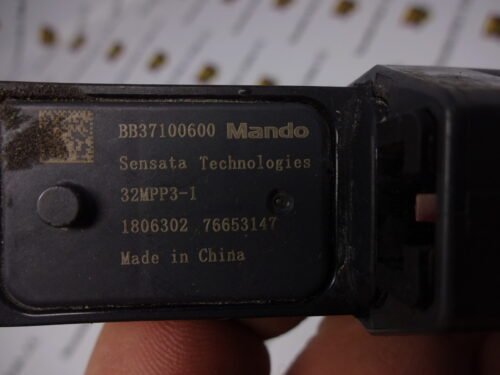 BB37100600 Mando
Sensata Technologies
32MPP3-1
1806302 76653147
Made in China